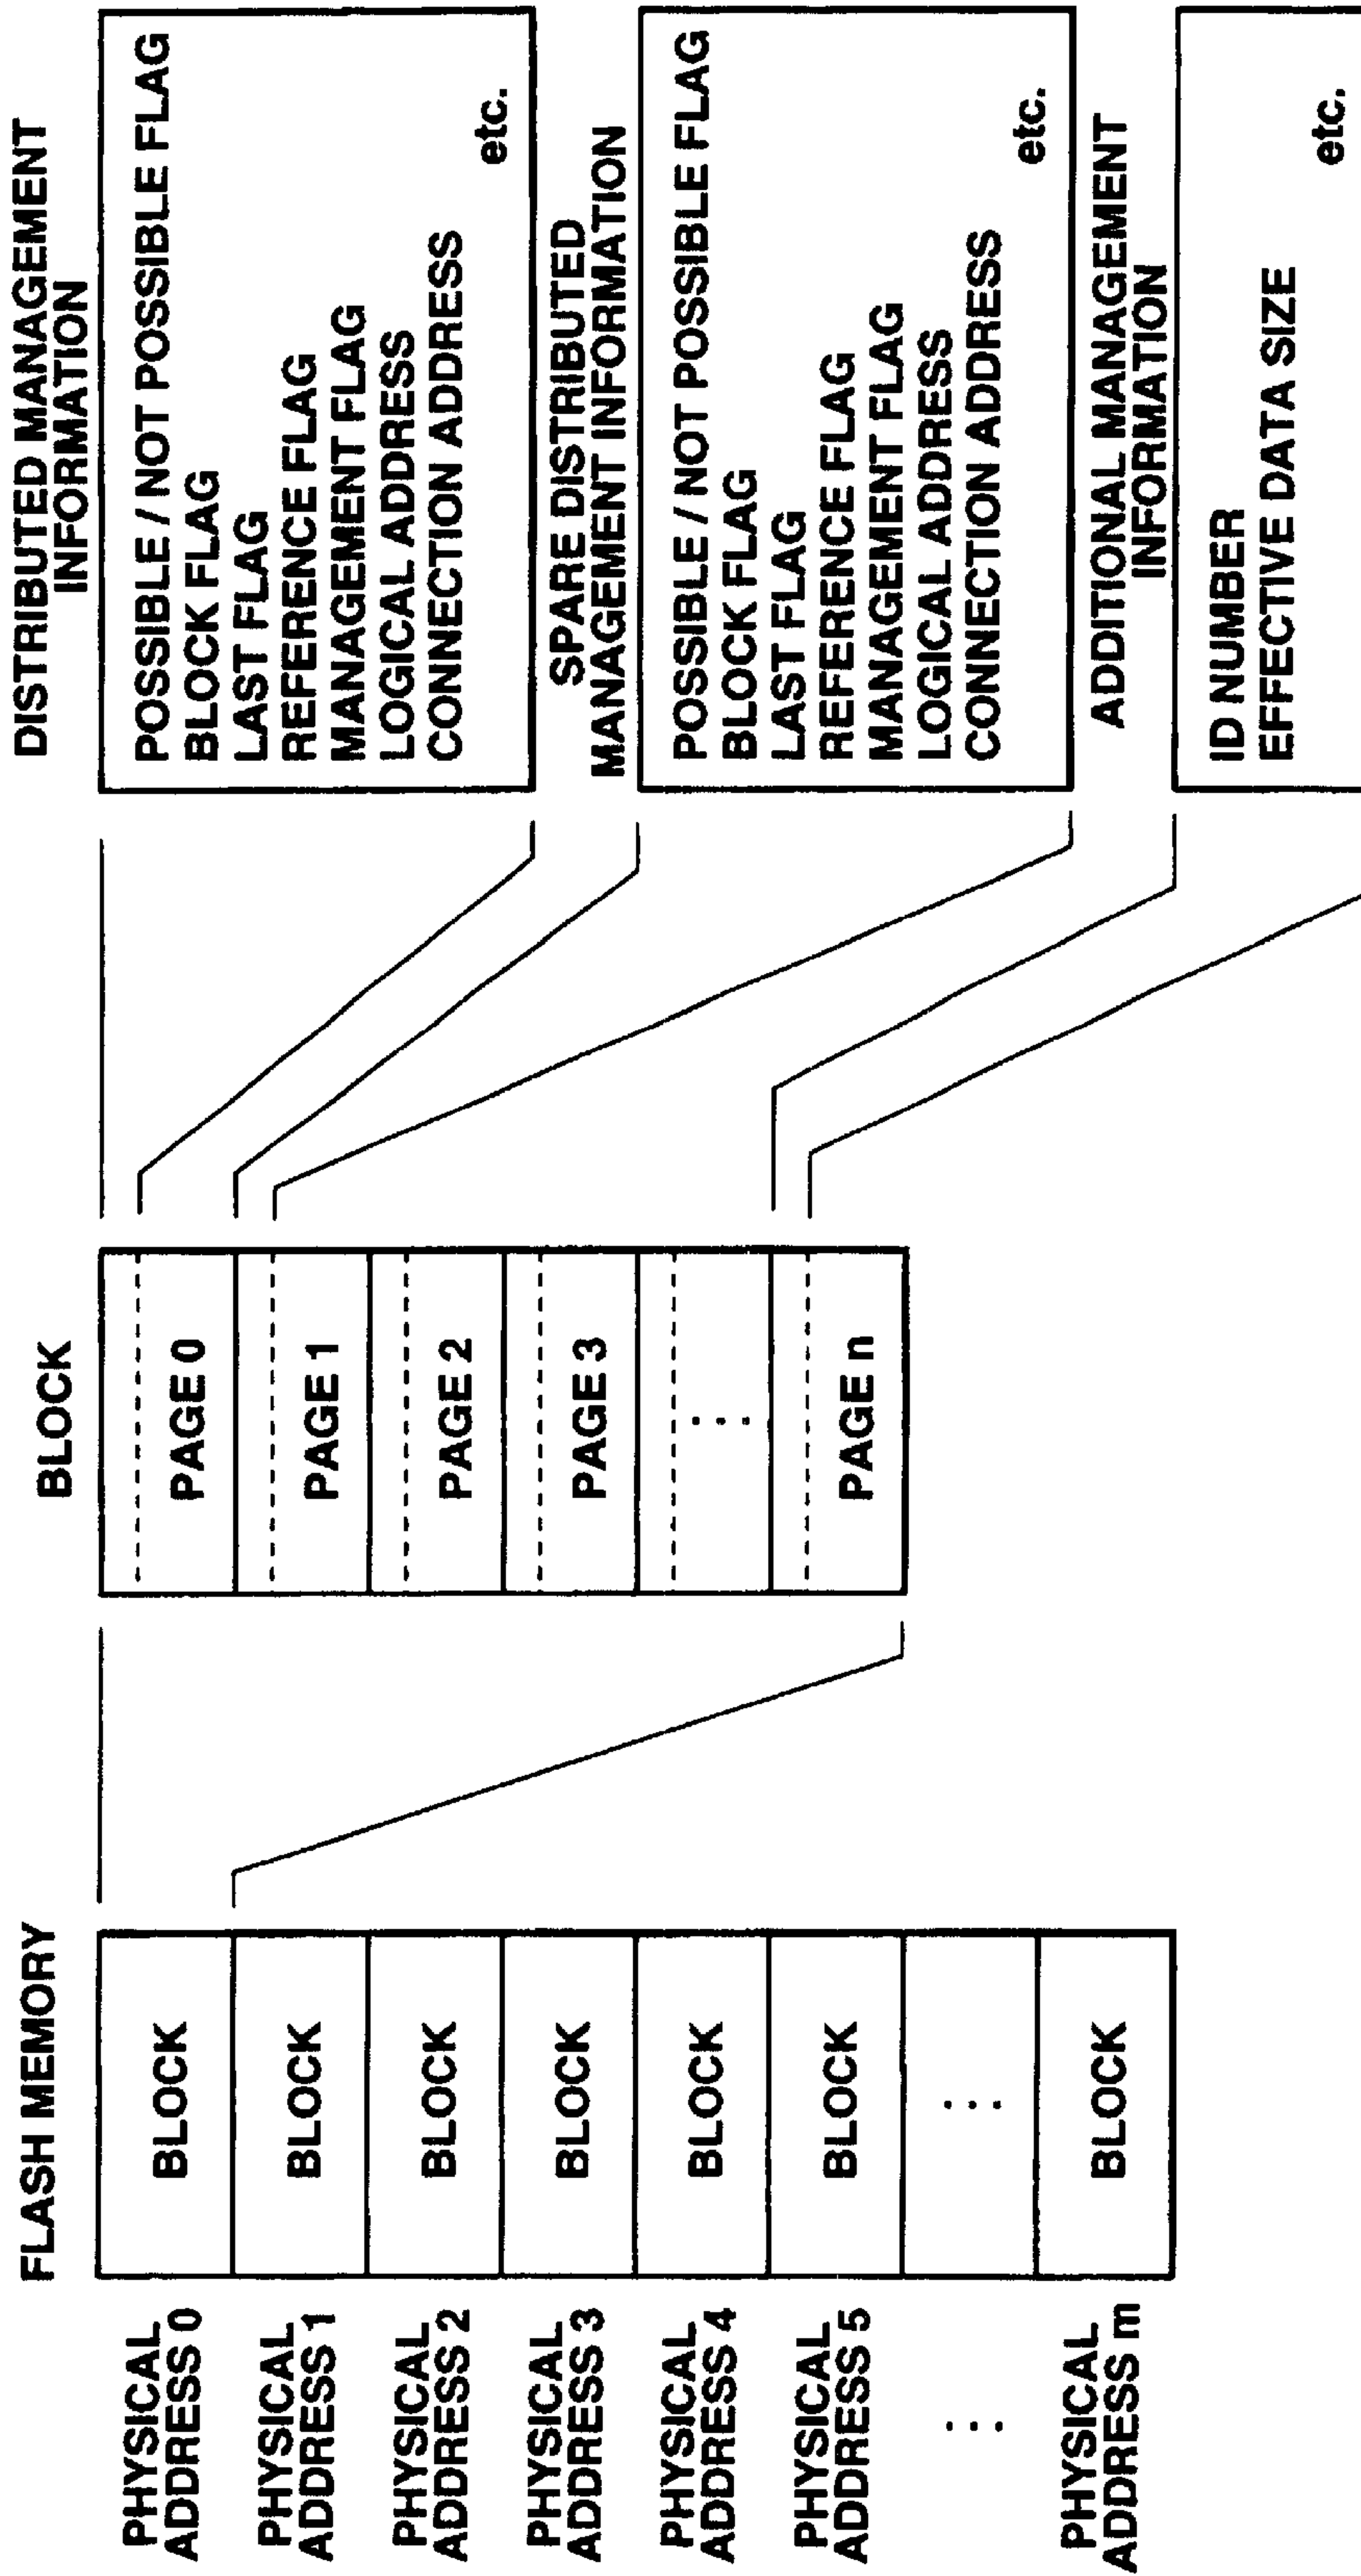 FLASH MEMORY
PHYSICAL
ADDRESS 0
BLOCK
PHYSICAL
ADDRESS 1
BLOCK
PHYSICAL
ADDRESS 2
BLOCK
PHYSICAL
ADDRESS 3
BLOCK
PHYSICAL
ADDRESS 4
BLOCK
PHYSICAL
ADDRESS 5
BLOCK
...
...
PHYSICAL
ADDRESS m
BLOCK
BLOCK
PAGE 0
PAGE 1
PAGE 2
PAGE 3
...
PAGE n
DISTRIBUTED MANAGEMENT
INFORMATION
POSSIBLE / NOT POSSIBLE FLAG
BLOCK FLAG
LAST FLAG
REFERENCE FLAG
MANAGEMENT FLAG
LOGICAL ADDRESS
CONNECTION ADDRESS
etc.
SPARE DISTRIBUTED
MANAGEMENT INFORMATION
POSSIBLE / NOT POSSIBLE FLAG
BLOCK FLAG
LAST FLAG
REFERENCE FLAG
MANAGEMENT FLAG
LOGICAL ADDRESS
CONNECTION ADDRESS
etc.
ADDITIONAL MANAGEMENT
INFORMATION
ID NUMBER
EFFECTIVE DATA SIZE
etc.